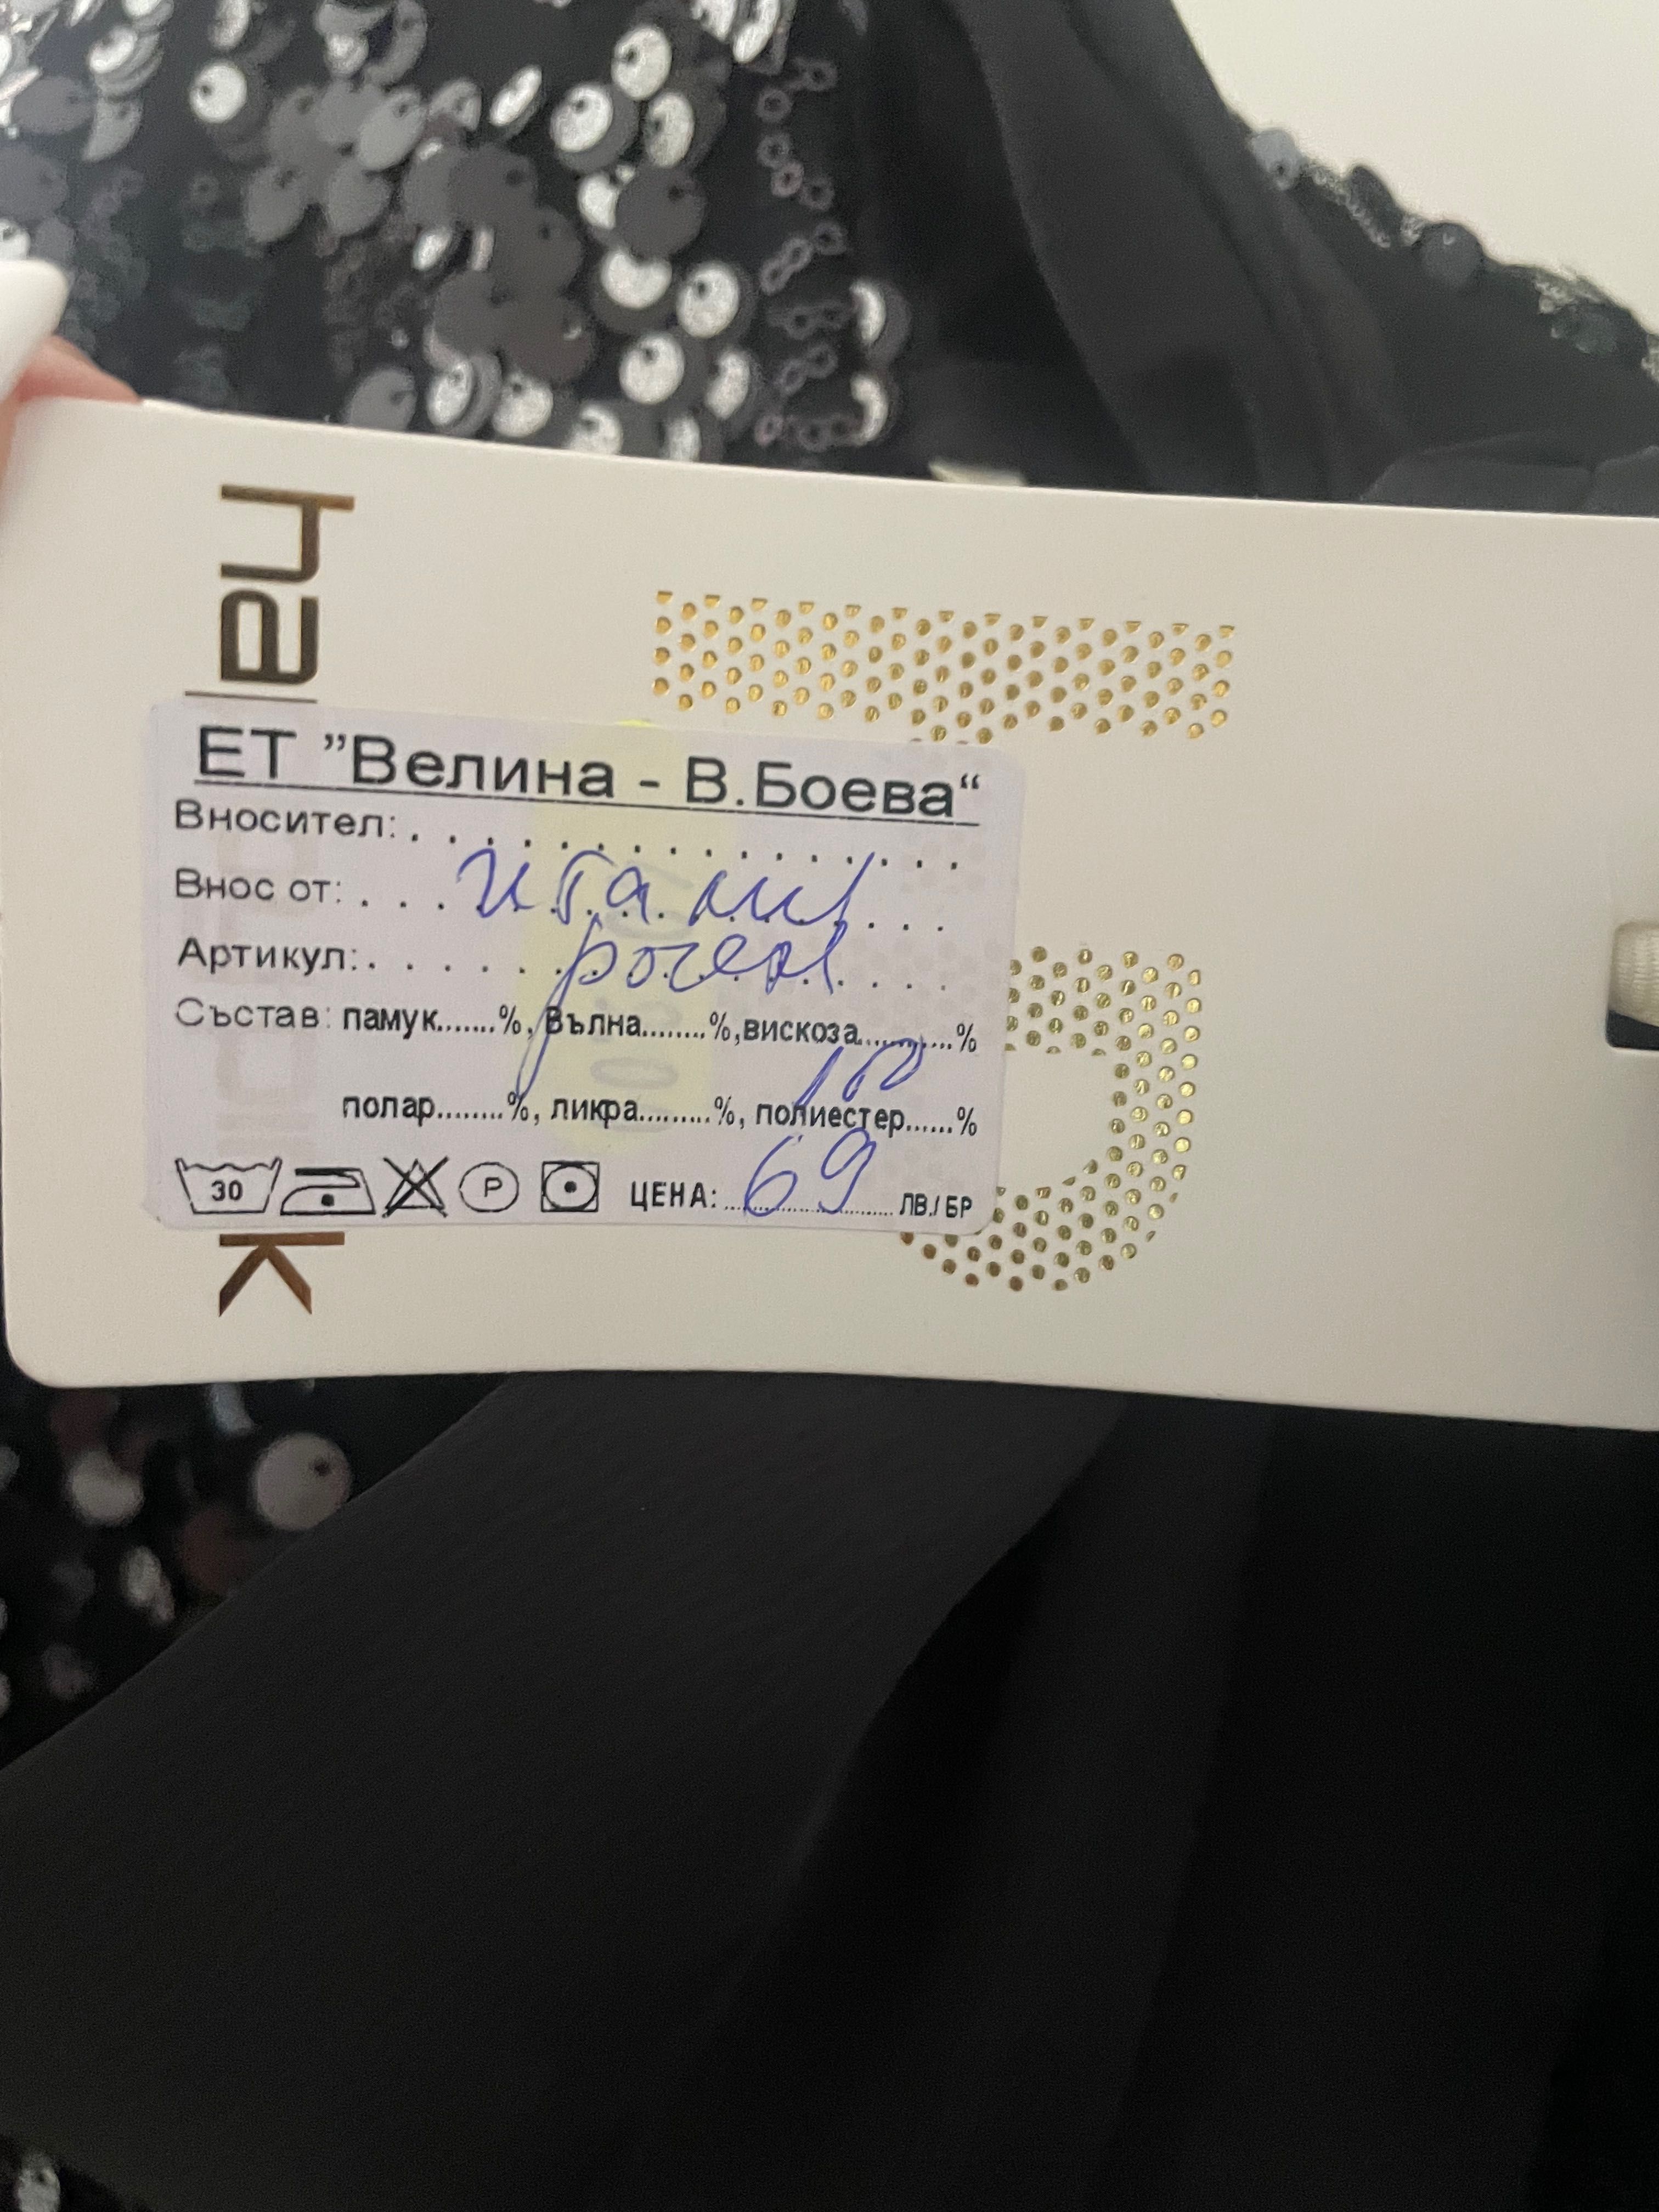 ЕТ "Велина - В.Боева“
Вносител:. . . . . . . . . . . . . . . .
Внос от:. . . Итали . . .
Артикул:. . . . . . рокля . . . .
Състав: памук.......%, Вълна........%,вискоза............%
полар........%, ликра.........%, полиестер 100......%
30 P ЦЕНА: 69 ЛВ./ БР